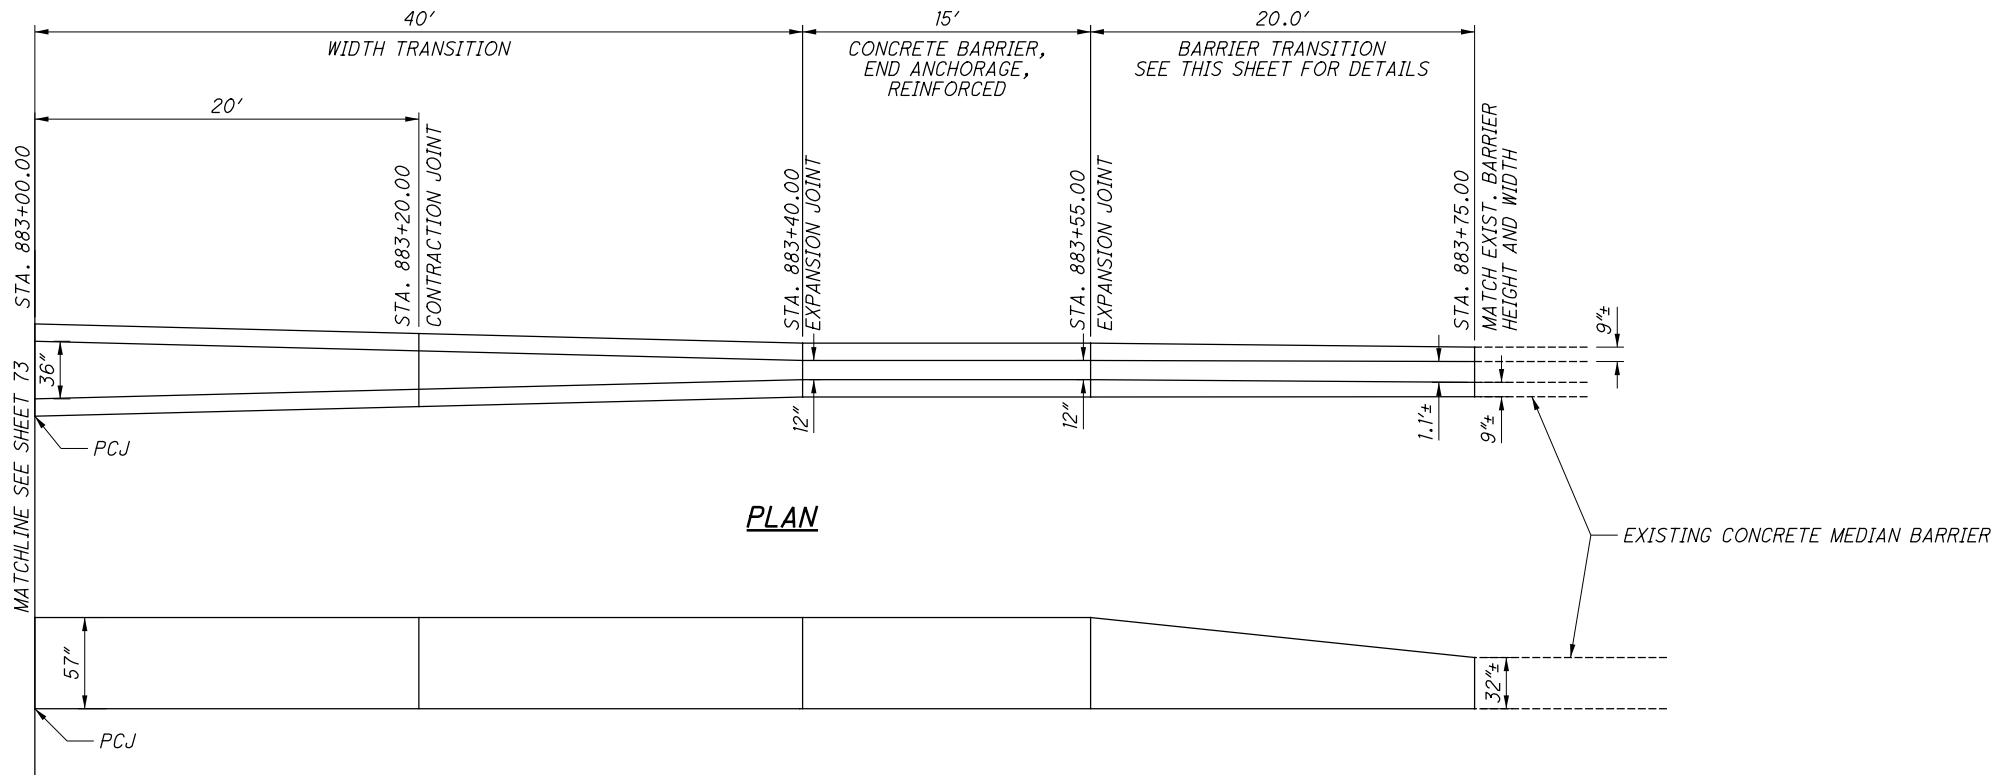 40'
WIDTH TRANSITION
15'
CONCRETE BARRIER,
END ANCHORAGE,
REINFORCED
20.0'
BARRIER TRANSITION
SEE THIS SHEET FOR DETAILS
20'
STA. 883+00.00
STA. 883+20.00
CONTRACTION JOINT
STA. 883+40.00
EXPANSION JOINT
STA. 883+55.00
EXPANSION JOINT
STA. 883+75.00
MATCH EXIST. BARRIER
HEIGHT AND WIDTH
9"±
36"
12"
12"
1.1'±
9"±
PCJ
MATCHLINE SEE SHEET 73
PLAN
EXISTING CONCRETE MEDIAN BARRIER
57"
32"±
PCJ